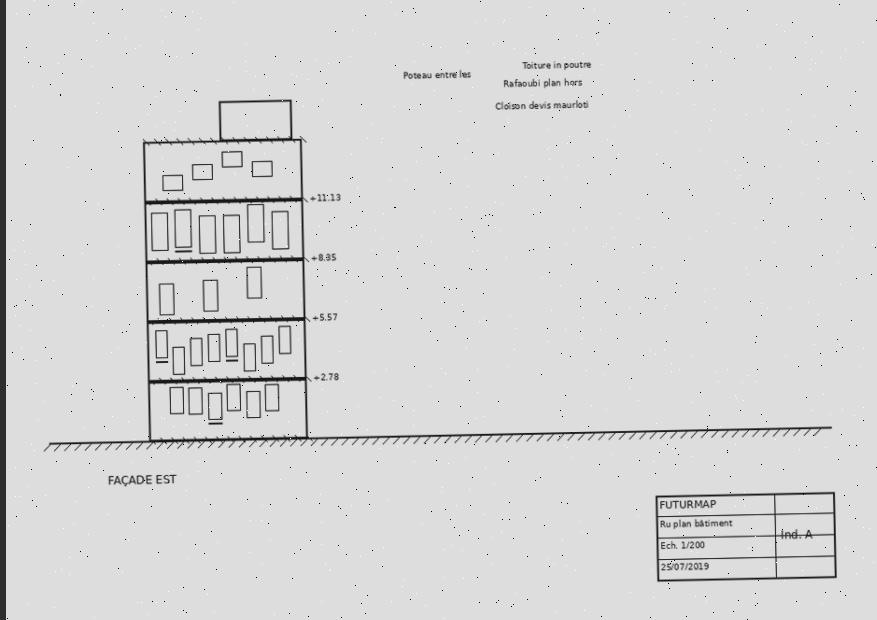 Toiture in poutre
Poteau entre les
Rafaoubi plan hors
Cloison devis maurloti
+11.13
+8.35
+5.57
+2.78
FAÇADE EST
FUTURMAP
Ru plan bâtiment
Ech. 1/200
25/07/2019
Ind. A